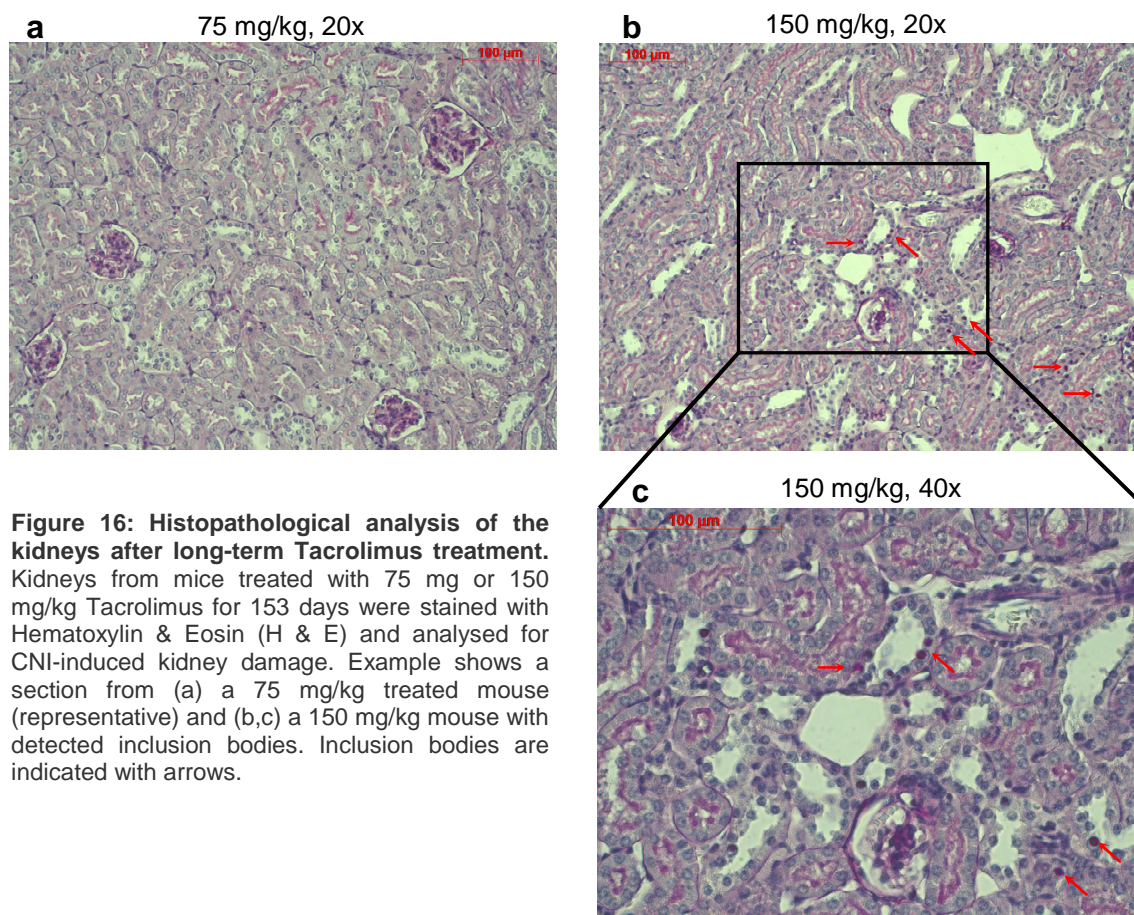 a
75 mg/kg, 20x
100 µm
b
150 mg/kg, 20x
100 µm
Figure 16: Histopathological analysis of the
kidneys after long-term Tacrolimus treatment.
Kidneys from mice treated with 75 mg or 150
mg/kg Tacrolimus for 153 days were stained with
Hematoxylin & Eosin (H & E) and analysed for
CNI-induced kidney damage. Example shows a
section from (a) a 75 mg/kg treated mouse
(representative) and (b,c) a 150 mg/kg mouse with
detected inclusion bodies. Inclusion bodies are
indicated with arrows.
c
150 mg/kg, 40x
100 µm